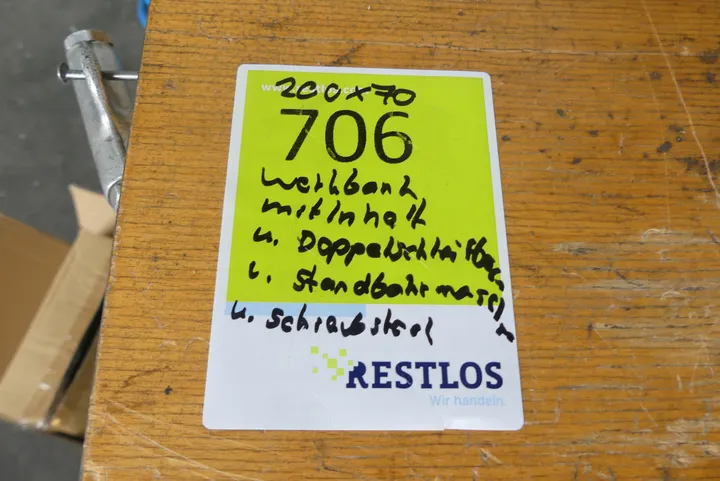 200x70
706
Werkbank
mit Inhalt
u. Doppelschleifbock
u. Standbohrmaschine
u. Schraubstock
RESTLOS
Wir handeln.